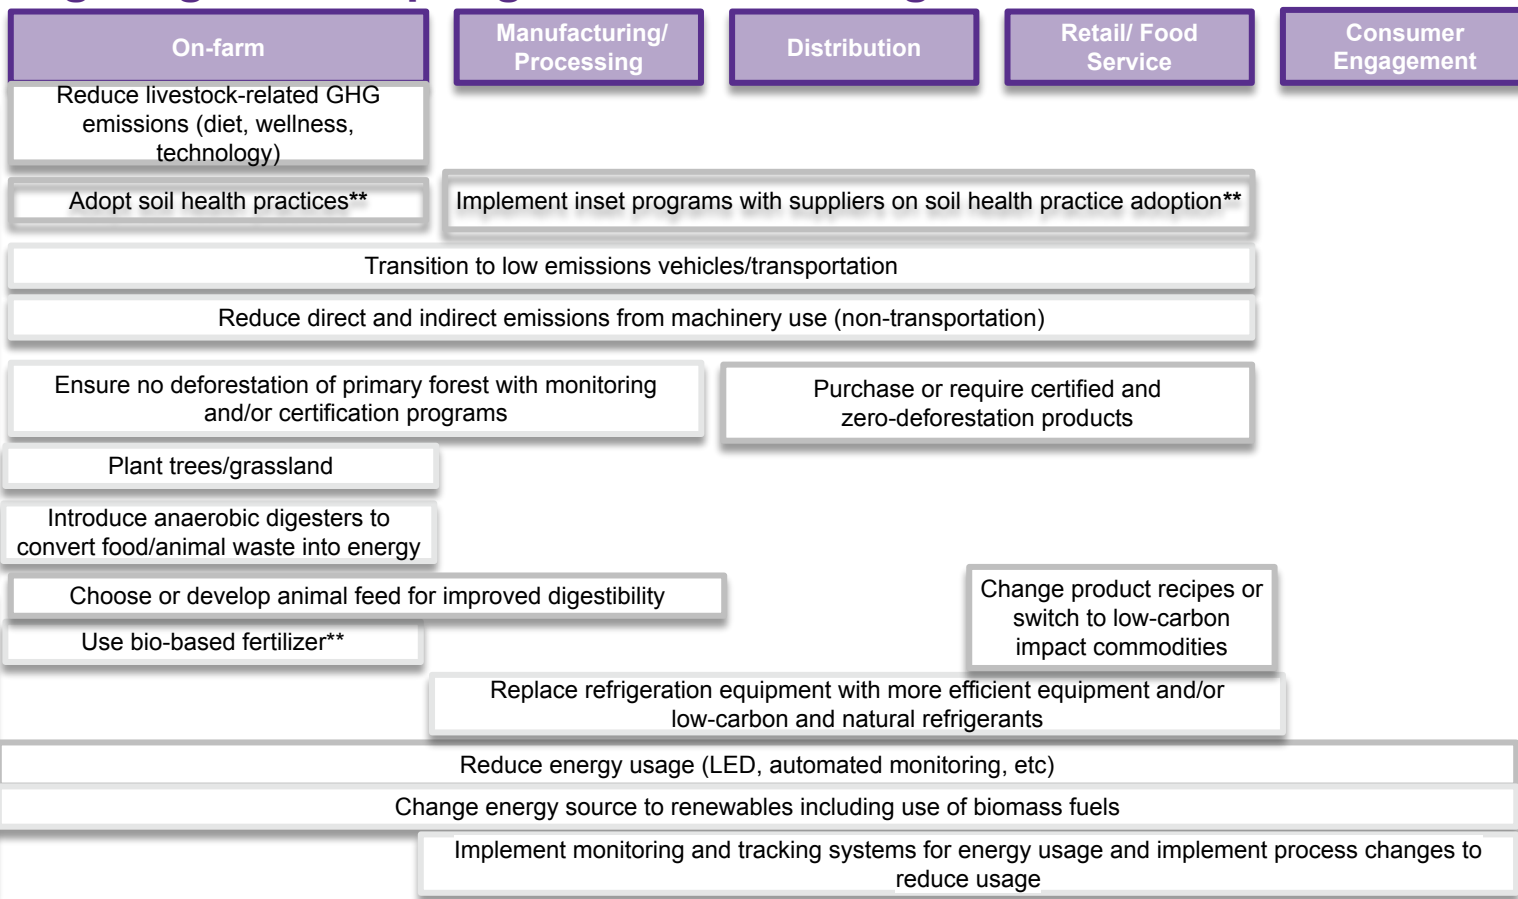 On-farm
Manufacturing/
Processing
Distribution
Retail/ Food
Service
Consumer
Engagement
Reduce livestock-related GHG
emissions (diet, wellness,
technology)
Adopt soil health practices**
Implement inset programs with suppliers on soil health practice adoption**
Transition to low emissions vehicles/transportation
Reduce direct and indirect emissions from machinery use (non-transportation)
Ensure no deforestation of primary forest with monitoring
and/or certification programs
Purchase or require certified and
zero-deforestation products
Plant trees/grassland
Introduce anaerobic digesters to
convert food/animal waste into energy
Choose or develop animal feed for improved digestibility
Change product recipes or
switch to low-carbon
impact commodities
Use bio-based fertilizer**
Replace refrigeration equipment with more efficient equipment and/or
low-carbon and natural refrigerants
Reduce energy usage (LED, automated monitoring, etc)
Change energy source to renewables including use of biomass fuels
Implement monitoring and tracking systems for energy usage and implement process changes to
reduce usage